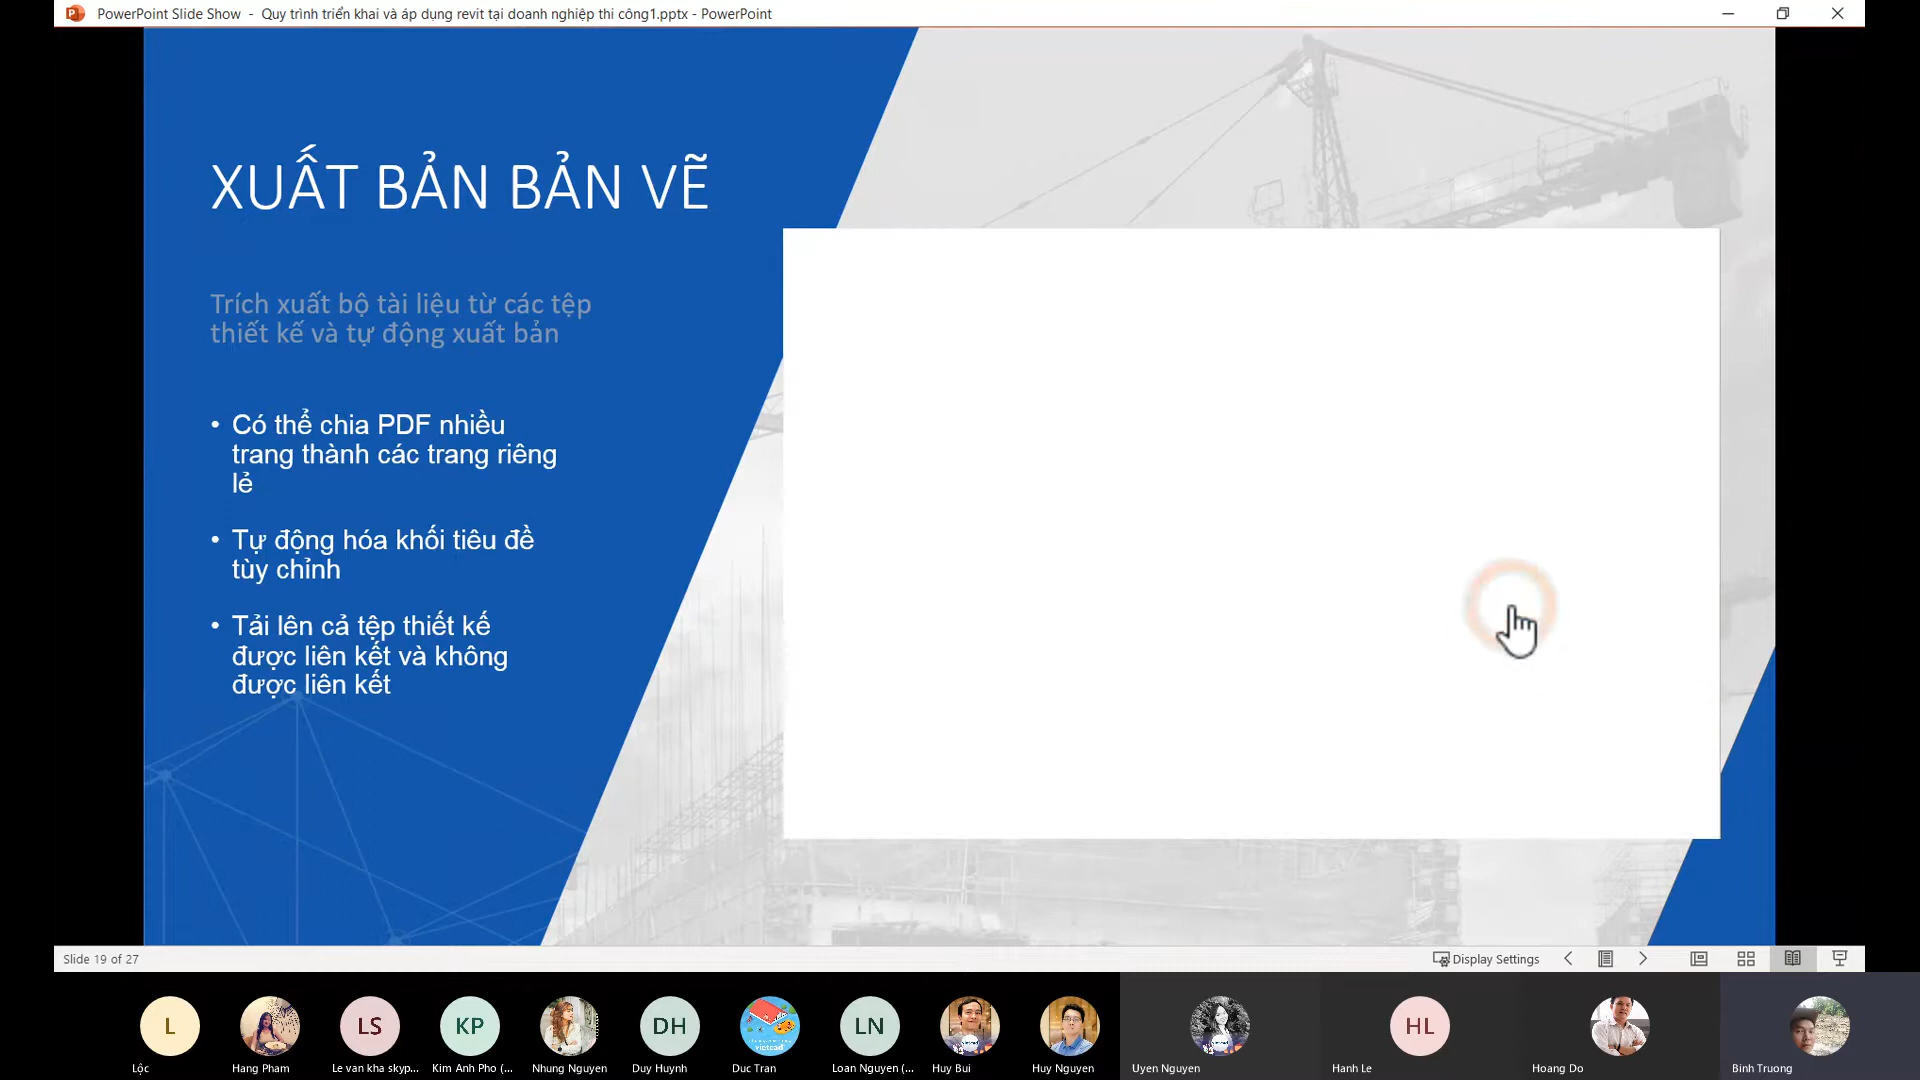 PowerPoint Slide Show - Quy trình triển khai và áp dụng revit tại doanh nghiệp thi công1.pptx - PowerPoint
XUẤT BẢN BẢN VẼ
Trích xuất bộ tài liệu từ các tệp
thiết kế và tự động xuất bản
• Có thể chia PDF nhiều
trang thành các trang riêng
lẻ
• Tự động hóa khối tiêu đề
tùy chỉnh
• Tải lên cả tệp thiết kế
được liên kết và không
được liên kết
Slide 19 of 27
Display Settings
L
LS
KP
DH
LN
HL
Lộc
Hang Pham
Le van kha skyp...
Kim Anh Pho (...
Nhung Nguyen
Duy Huynh
Duc Tran
Loan Nguyen (...
Huy Bui
Huy Nguyen
Uyen Nguyen
Hanh Le
Hoang Do
Binh Truong